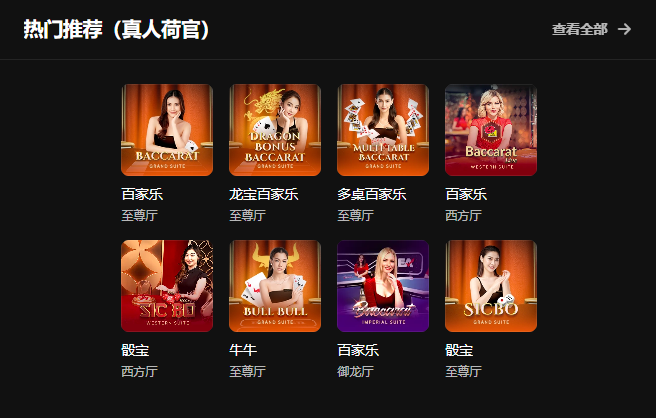 热门推荐（真人荷官）
查看全部
BACCARAT
GRAND SUITE
DRAGON
BONUS
BACCARAT
GRAND SUITE
MULTI TABLE
BACCARAT
GRAND SUITE
Baccarat
WESTERN SUITE
百家乐
龙宝百家乐
多桌百家乐
百家乐
至尊厅
至尊厅
至尊厅
西方厅
SIC BO
WESTERN SUITE
BULL BULL
GRAND SUITE
Baccarat
IMPERIAL SUITE
SICBO
GRAND SUITE
骰宝
牛牛
百家乐
骰宝
西方厅
至尊厅
御龙厅
至尊厅